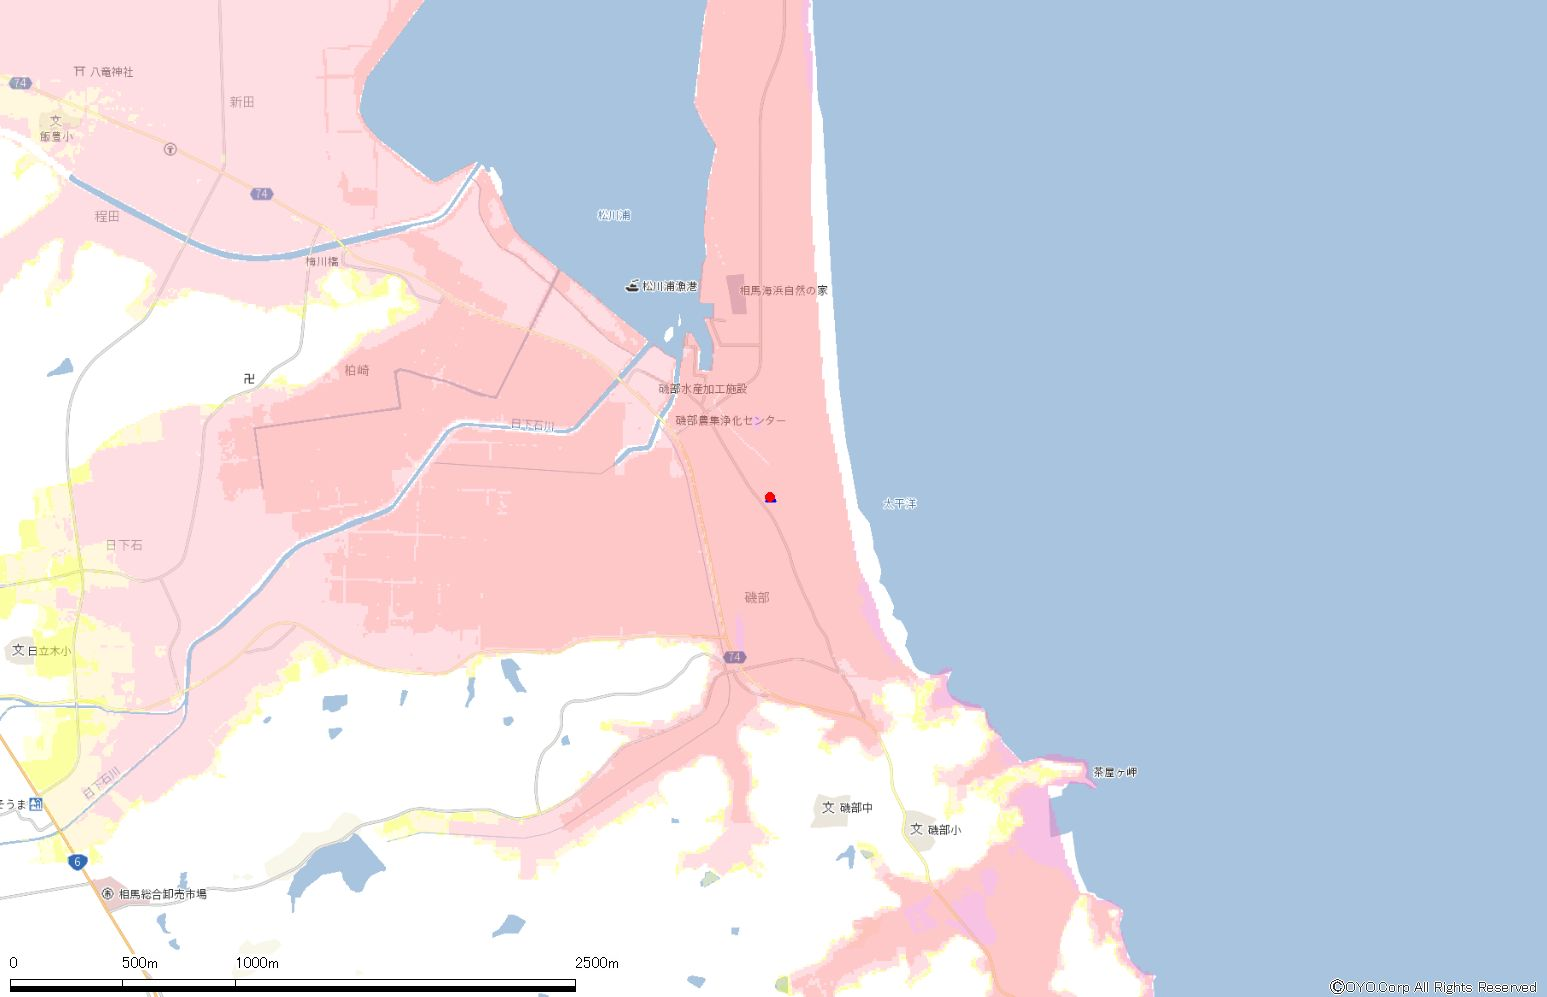 八竜神社
74
新田
文
飯豊小
74
程田
松川浦
梅川橋
松川浦漁港
相馬海浜自然の家
柏崎
卍
磯部水産加工施設
磯部農集浄化センター
日下石川
太平洋
日下石
磯部
文 日立木小
74
茶屋ヶ岬
日下石川
そうま
文 磯部中
文 磯部小
6
相馬総合卸売市場
0 500m 1000m 2500m
©OYO.Corp All Rights Reserved